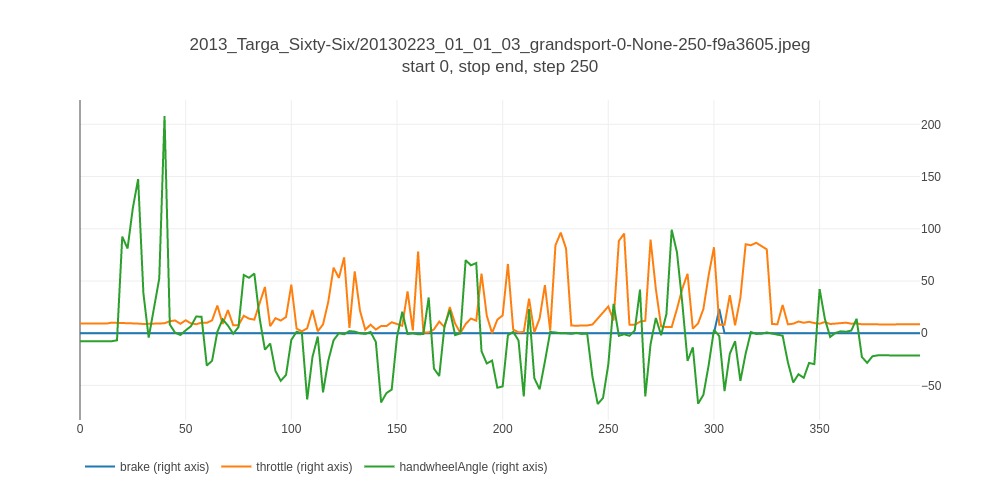 2013_Targa_Sixty-Six/20130223_01_01_03_grandsport-0-None-250-f9a3605.jpeg
start 0, stop end, step 250
200
150
100
50
0
−50
0 50 100 150 200 250 300 350
brake (right axis) throttle (right axis) handwheelAngle (right axis)